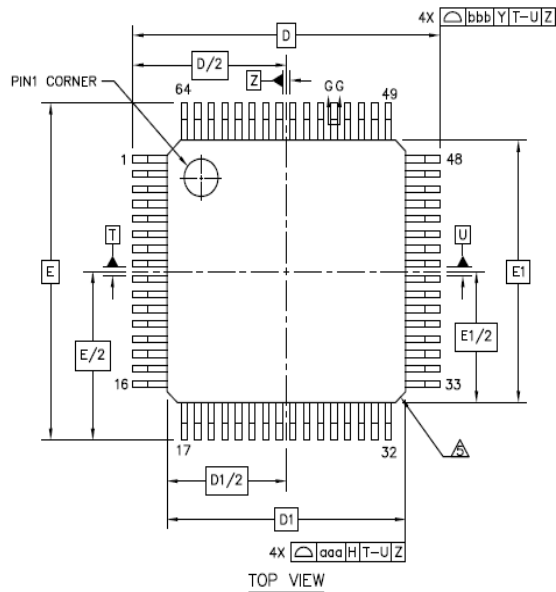 4X ⌓ bbb Y T-U Z
D
D/2
PIN1 CORNER
Z
G G
64
49
1
48
T
U
E
E1
E/2
E1/2
16
33
17
32
5
D1/2
D1
4X ⌓ aaa H T-U Z
TOP VIEW